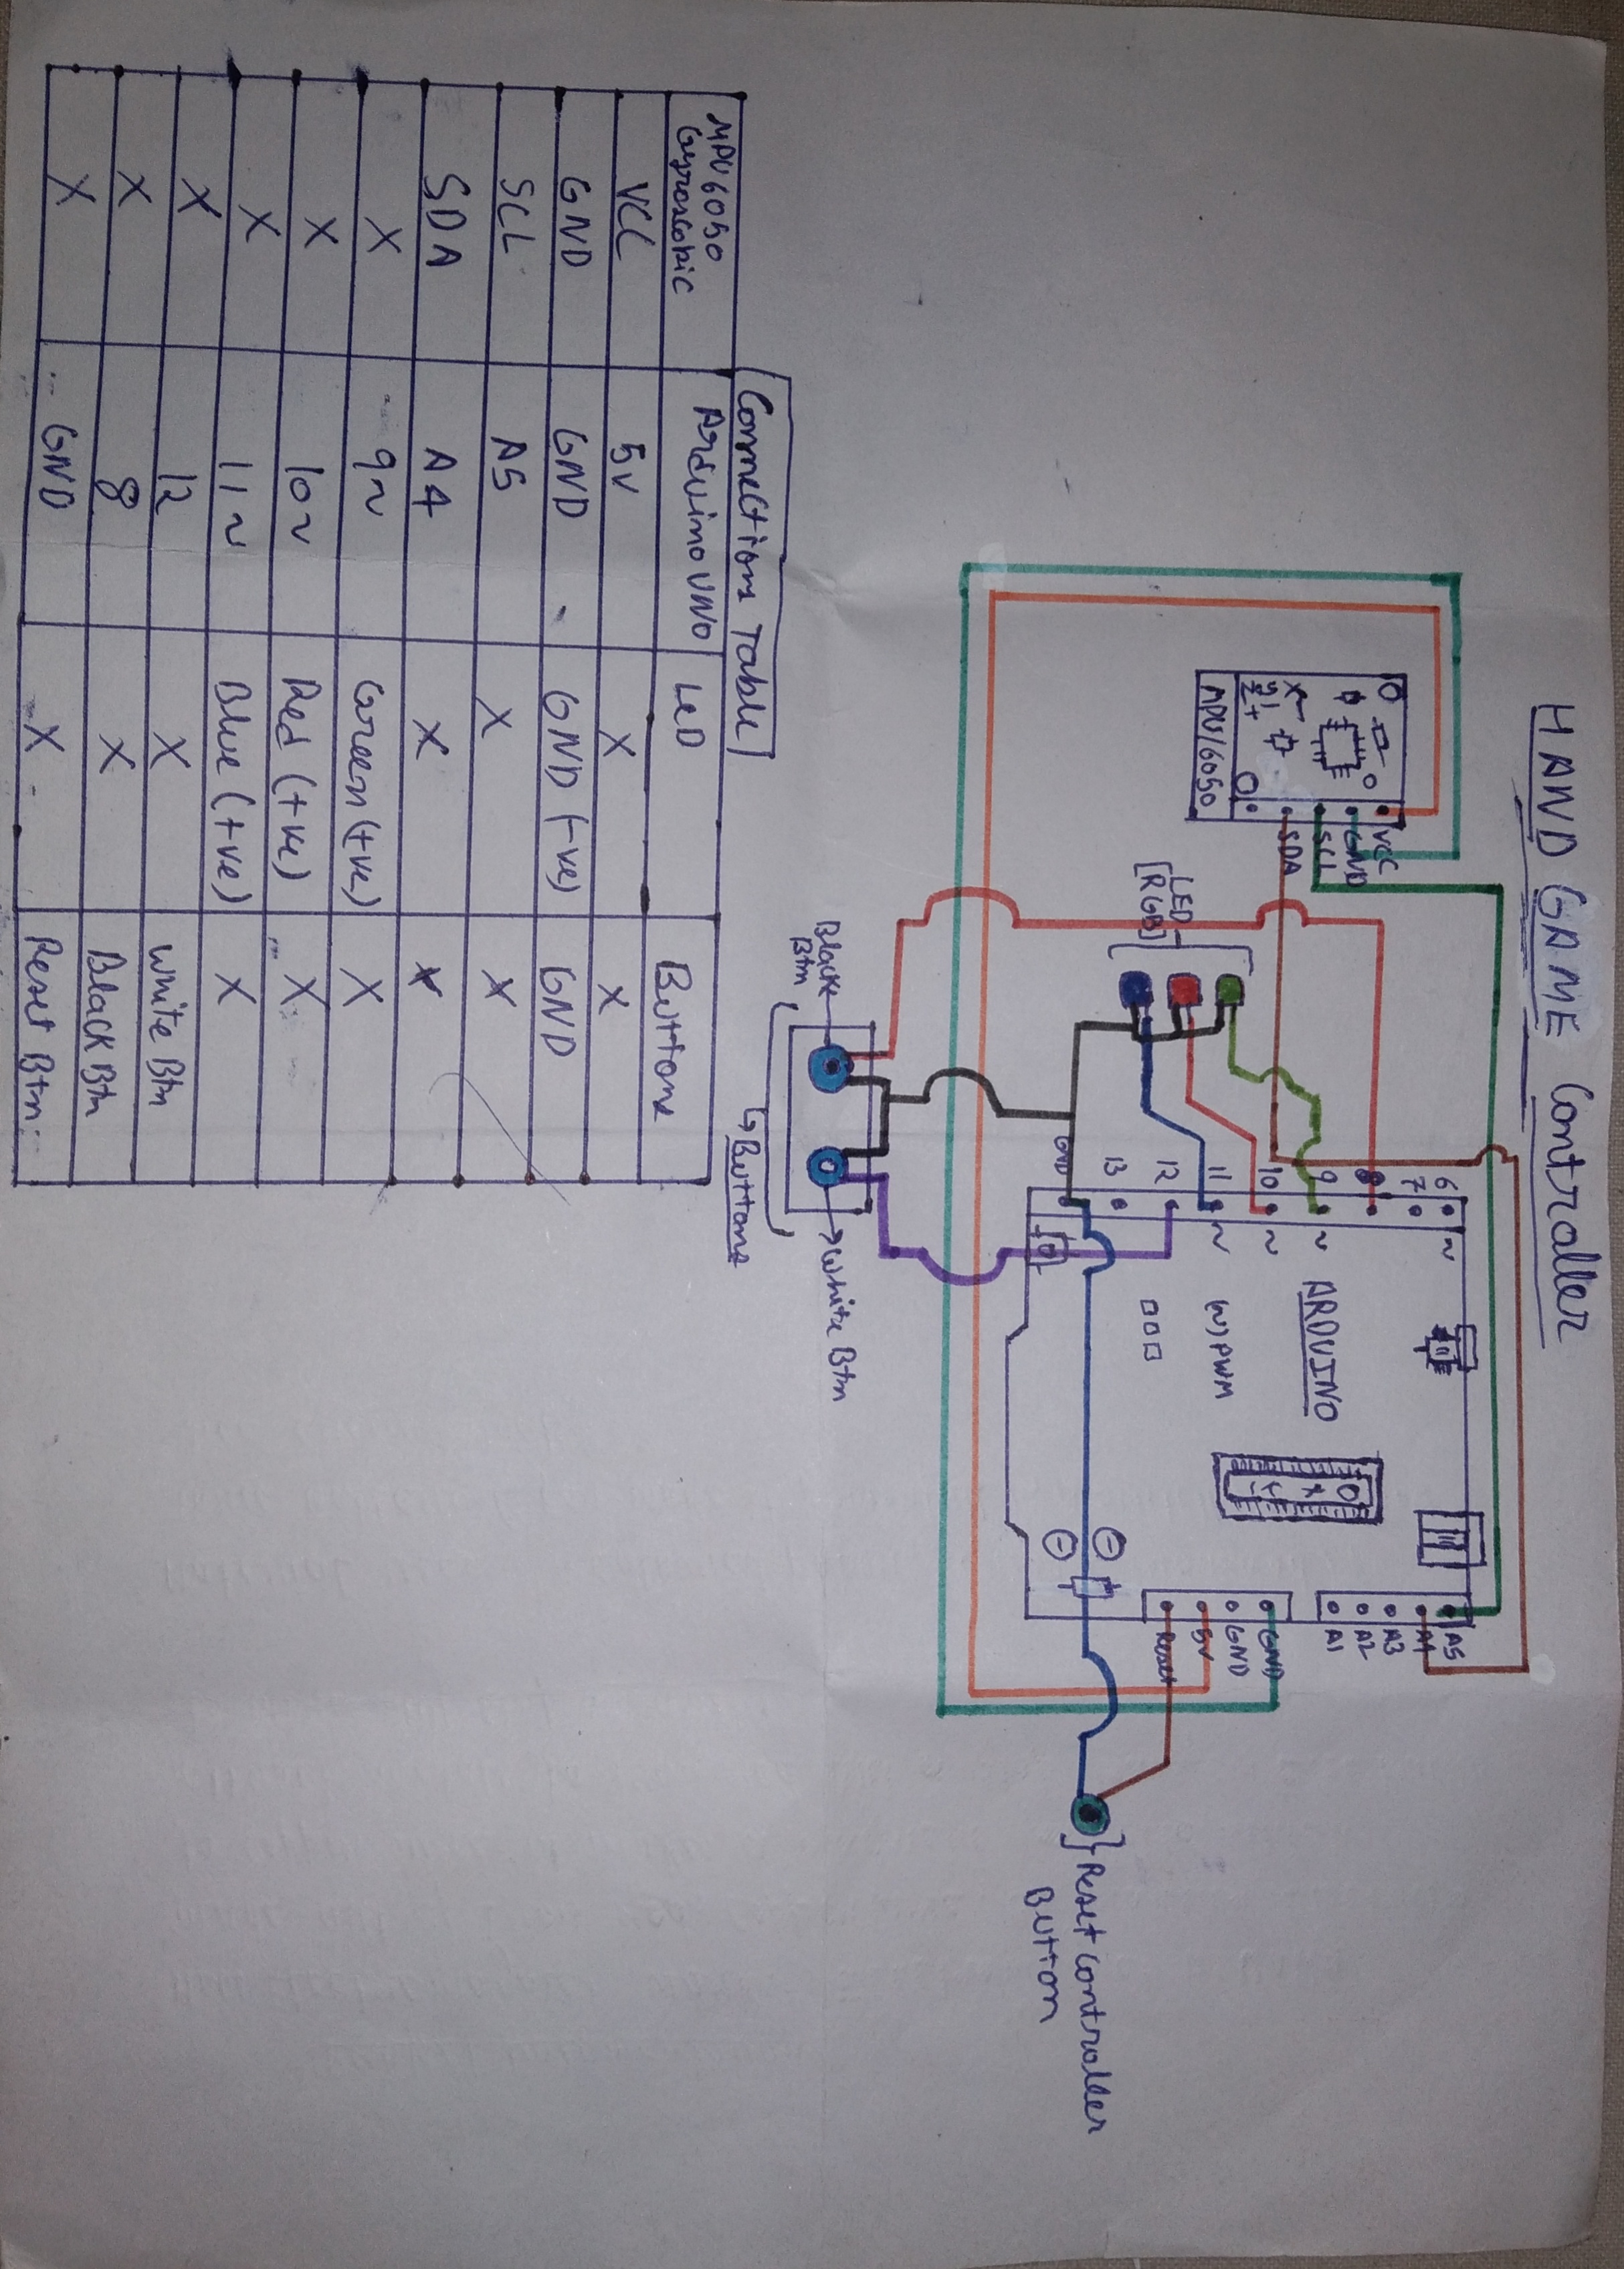 HAND GAME Controller
VCC
GND
SCL
SDA
X
Y
Z+
MPU/6050
LED
[RGB]
6
7
8
9
10
11
12
13
GND
~
~
~
~
ARDUINO
(~) PWM
A5
A4
A3
A2
A1
GND
GND
5V
Reset
Reset controller
Button
Black
Btn
White Btn
Buttons
Connection Table
MPU6050 Gyroscopic Arduino UNO LED Buttons
VCC 5V X X
GND GND GND (-ve) GND
SCL A5 X X
SDA A4 X X
X 9~ Green (+ve) X
X 10~ Red (+ve) X
X 11~ Blue (+ve) X
X 12 X White Btn
X 8 X Black Btn
X GND X Reset Btn